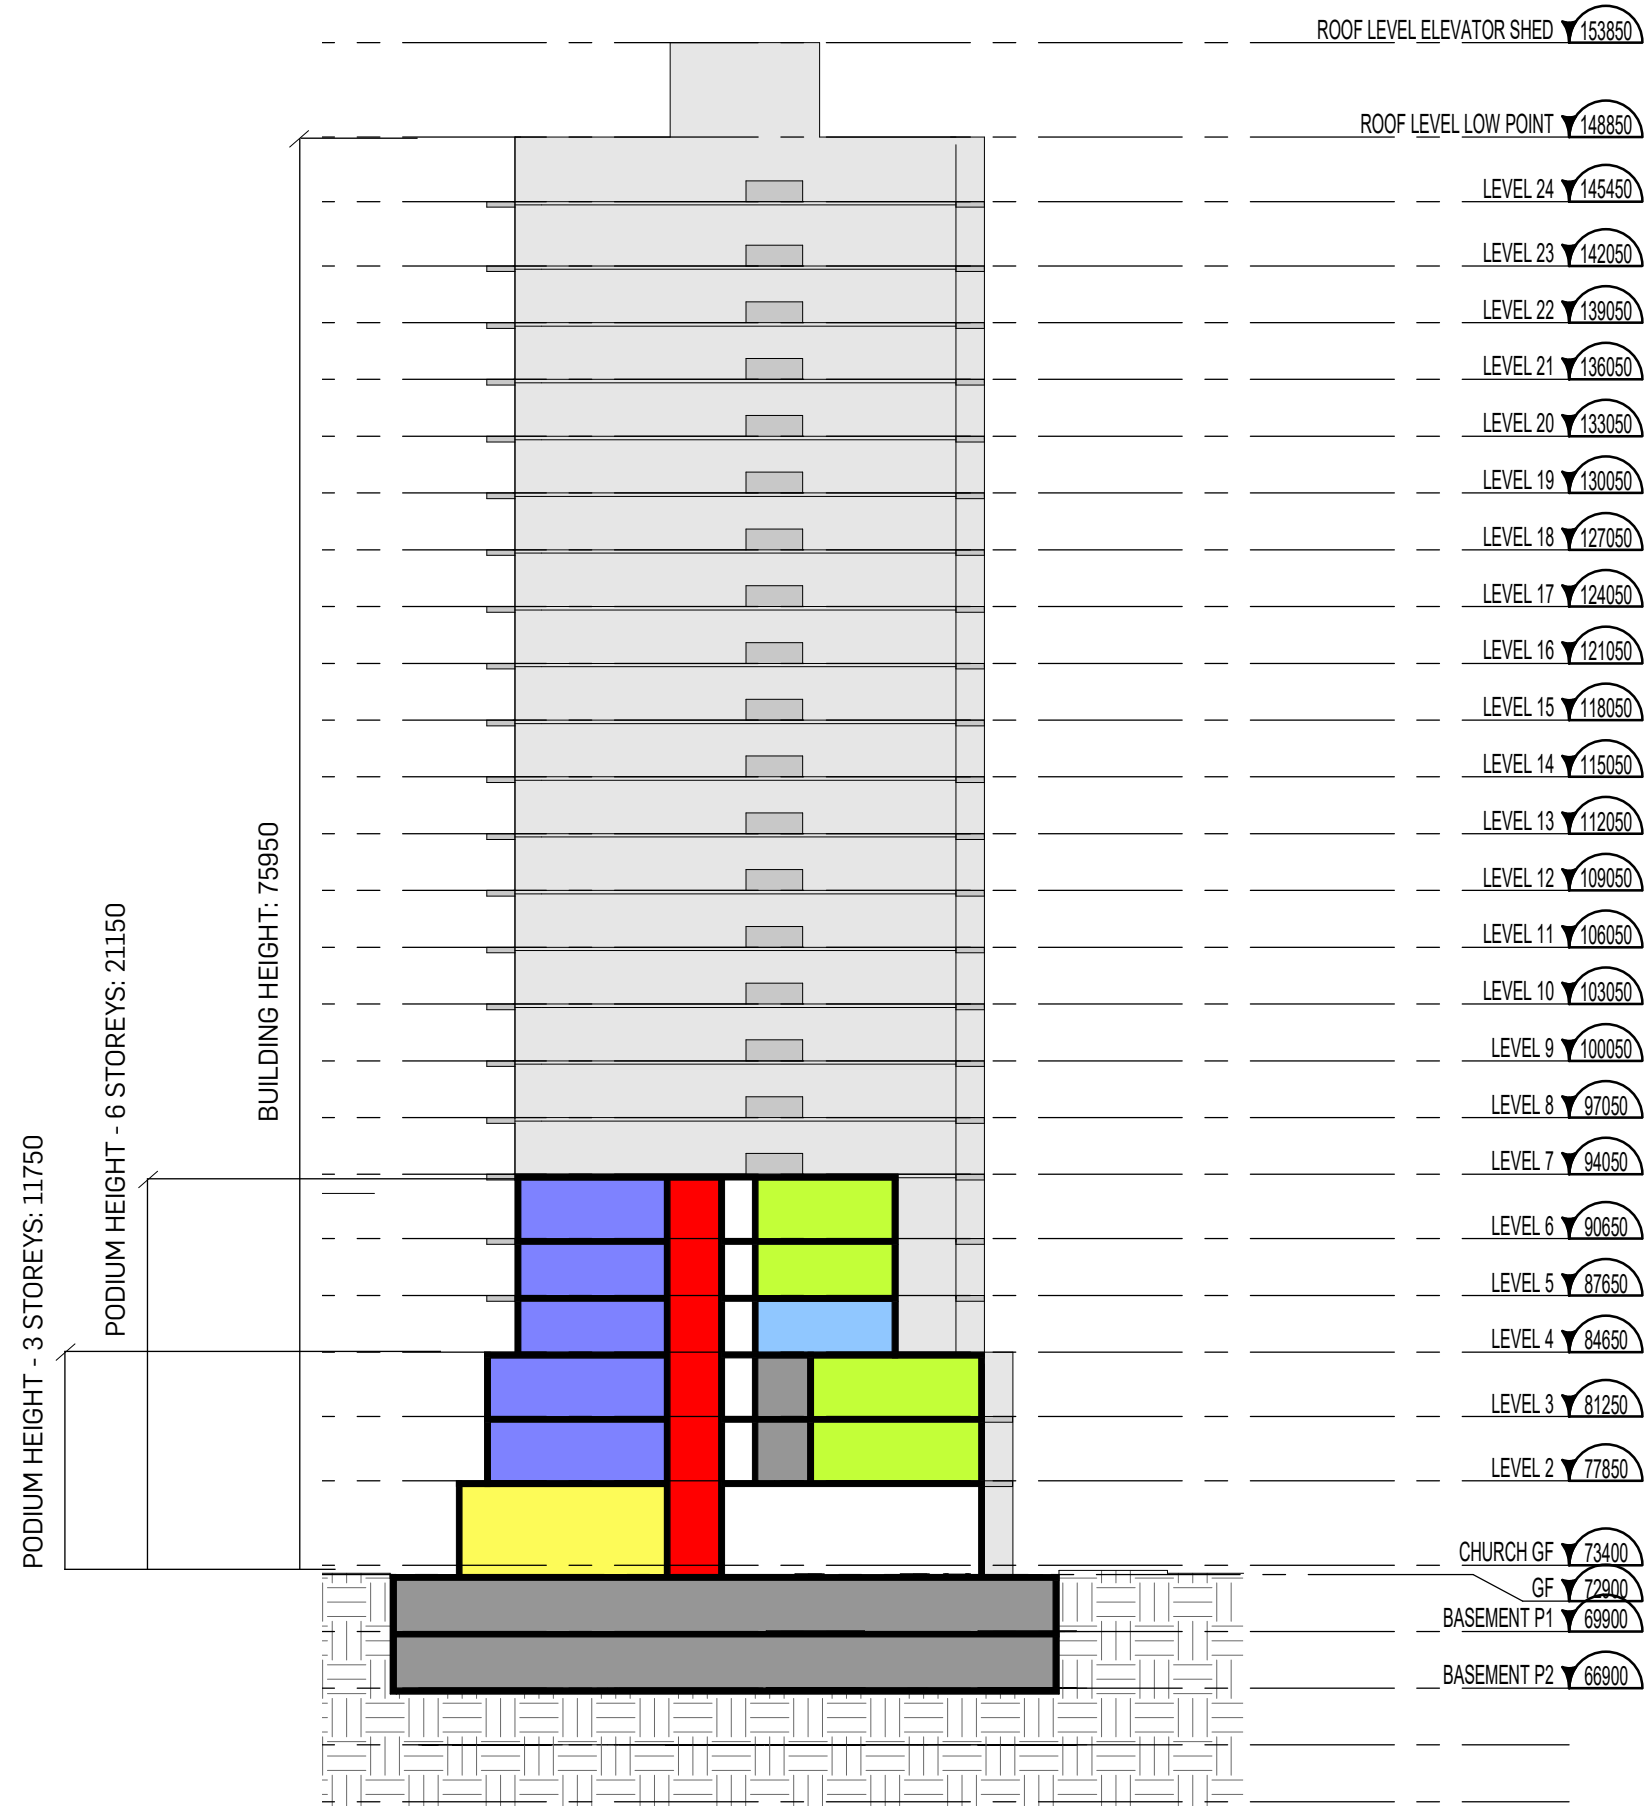 ROOF LEVEL ELEVATOR SHED 153850
ROOF LEVEL LOW POINT 148850
LEVEL 24 145450
LEVEL 23 142050
LEVEL 22 139050
LEVEL 21 136050
LEVEL 20 133050
LEVEL 19 130050
LEVEL 18 127050
LEVEL 17 124050
LEVEL 16 121050
LEVEL 15 118050
LEVEL 14 115050
LEVEL 13 112050
LEVEL 12 109050
LEVEL 11 106050
LEVEL 10 103050
LEVEL 9 100050
LEVEL 8 97050
LEVEL 7 94050
LEVEL 6 90650
LEVEL 5 87650
LEVEL 4 84650
LEVEL 3 81250
LEVEL 2 77850
CHURCH GF 73400
GF 72900
BASEMENT P1 69900
BASEMENT P2 66900
PODIUM HEIGHT - 3 STOREYS: 11750
PODIUM HEIGHT - 6 STOREYS: 21150
BUILDING HEIGHT: 75950